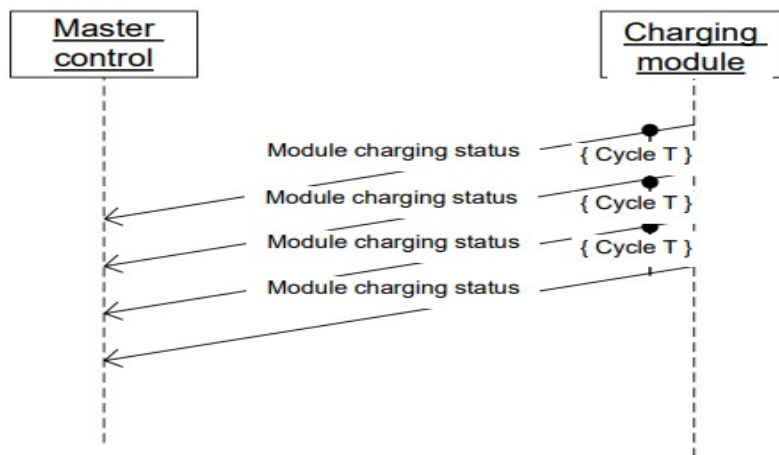 Master
control
Charging
module
Module charging status
{ Cycle T }
Module charging status
{ Cycle T }
Module charging status
{ Cycle T }
Module charging status